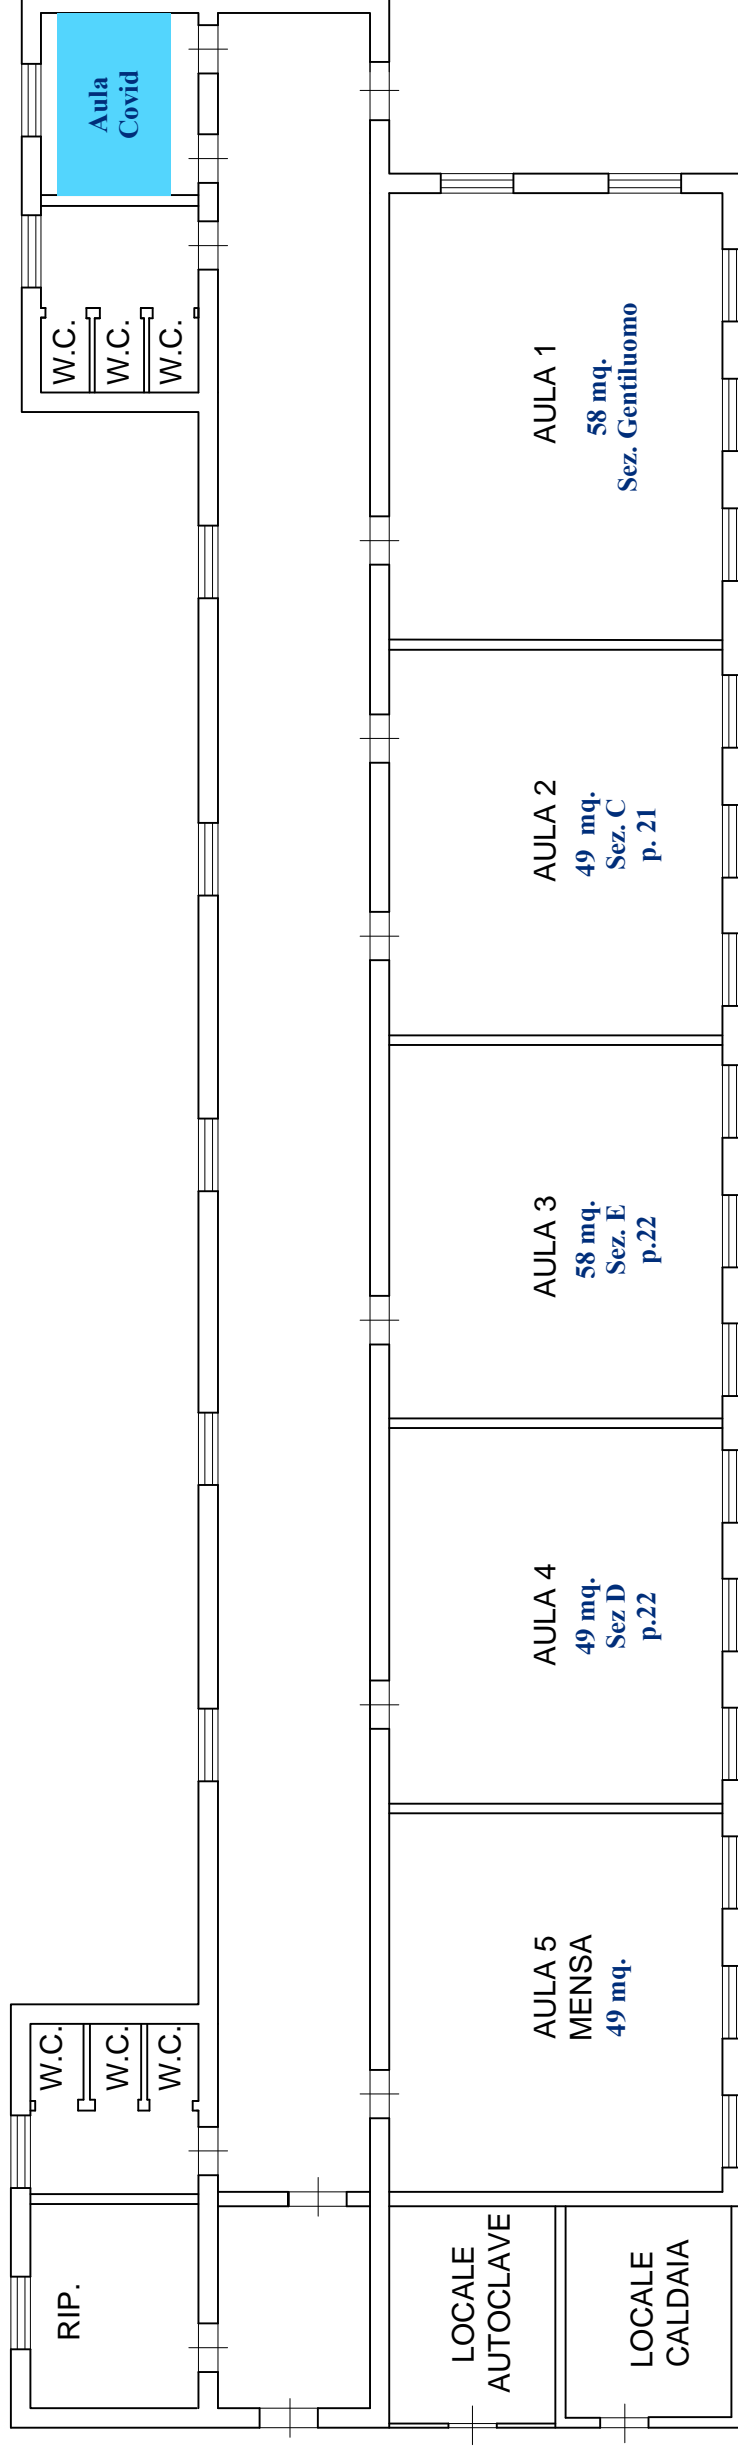 Aula
Covid
W.C.
W.C.
W.C.
AULA 1
58 mq.
Sez. Gentiluomo
AULA 2
49 mq.
Sez. C
p. 21
AULA 3
58 mq.
Sez. E
p.22
AULA 4
49 mq.
Sez D
p.22
AULA 5
MENSA
49 mq.
W.C.
W.C.
W.C.
RIP.
LOCALE
AUTOCLAVE
LOCALE
CALDAIA